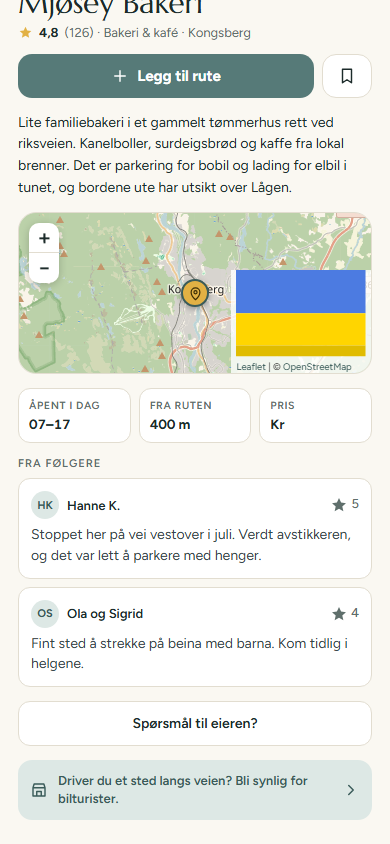 Mjøsey Bakeri
4,8 (126) · Bakeri & kafé · Kongsberg
Legg til rute
Lite familiebakeri i et gammelt tømmerhus rett ved
riksveien. Kanelboller, surdeigsbrød og kaffe fra lokal
brenner. Det er parkering for bobil og lading for elbil i
tunet, og bordene ute har utsikt over Lågen.
+
−
Leaflet | © OpenStreetMap
ÅPENT I DAG
07–17
FRA RUTEN
400 m
PRIS
Kr
FRA FØLGERE
HK Hanne K. 5
Stoppet her på vei vestover i juli. Verdt avstikkeren,
og det var lett å parkere med henger.
OS Ola og Sigrid 4
Fint sted å strekke på beina med barna. Kom tidlig i
helgene.
Spørsmål til eieren?
Driver du et sted langs veien? Bli synlig for
bilturister.